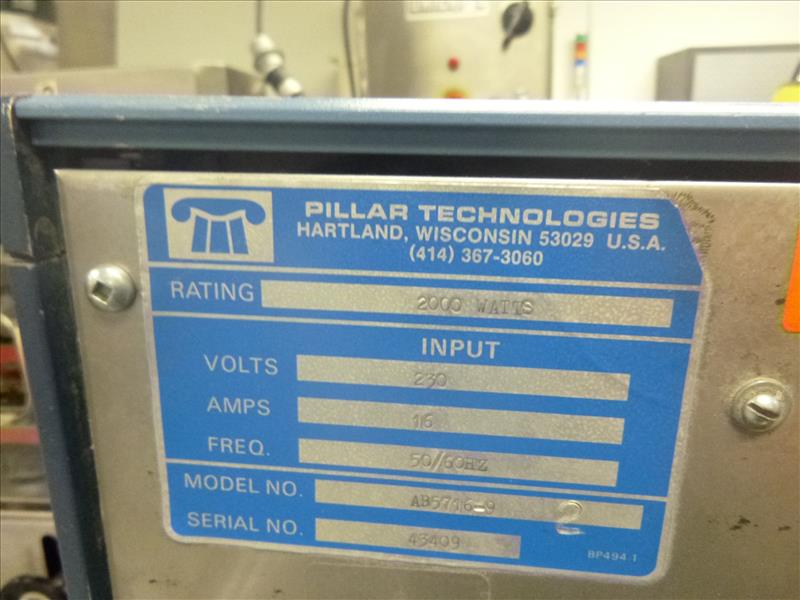 PILLAR TECHNOLOGIES
HARTLAND, WISCONSIN 53029 U.S.A.
(414) 367-3060
RATING 2000 WATTS
INPUT
VOLTS 230
AMPS 16
FREQ. 50/60HZ
MODEL NO. AB5716-9 2
SERIAL NO. 43409
BP494 1